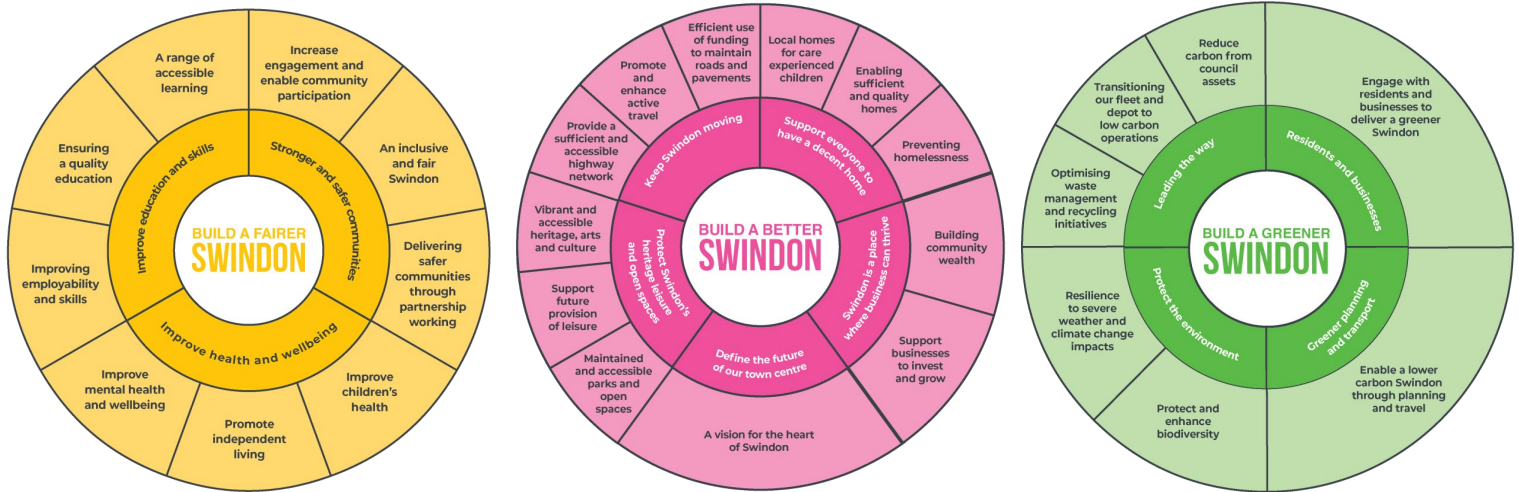 BUILD A FAIRER
SWINDON
Improve education and skills
Stronger and safer communities
Improve health and wellbeing
A range of
accessible
learning
Increase
engagement and
enable community
participation
An inclusive
and fair
Swindon
Delivering
safer
communities
through
partnership
working
Improve
children's
health
Promote
independent
living
Improve
mental health
and wellbeing
Improving
employability
and skills
Ensuring
a quality
education
BUILD A BETTER
SWINDON
Keep Swindon moving
Support everyone to
have a decent home
Swindon is a place
where business can thrive
Define the future
of our town centre
Protect Swindon's
heritage leisure
and open spaces
Efficient use
of funding
to maintain
roads and
pavements
Local homes
for care
experienced
children
Enabling
sufficient
and quality
homes
Preventing
homelessness
Building
community
wealth
Support
businesses
to invest
and grow
A vision for the heart
of Swindon
Maintained
and accessible
parks and
open
spaces
Support
future
provision
of leisure
Vibrant and
accessible
heritage, arts
and culture
Provide a
sufficient and
accessible
highway
network
Promote
and
enhance
active
travel
BUILD A GREENER
SWINDON
Leading the way
Residents and businesses
Greener planning
and transport
Protect the environment
Reduce
carbon from
council
assets
Engage with
residents and
businesses to
deliver a greener
Swindon
Enable a lower
carbon Swindon
through planning
and travel
Protect and
enhance
biodiversity
Resilience
to severe
weather and
climate change
impacts
Optimising
waste
management
and recycling
initiatives
Transitioning
our fleet and
depot to
low carbon
operations